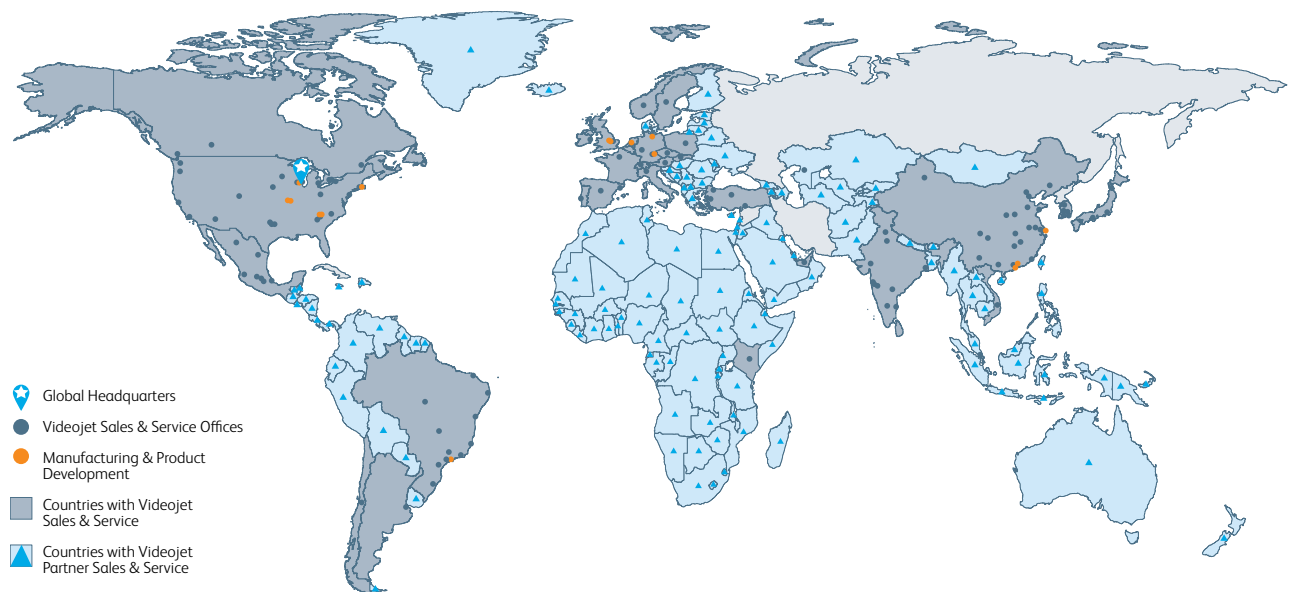 Global Headquarters
Videojet Sales & Service Offices
Manufacturing & Product
Development
Countries with Videojet
Sales & Service
Countries with Videojet
Partner Sales & Service